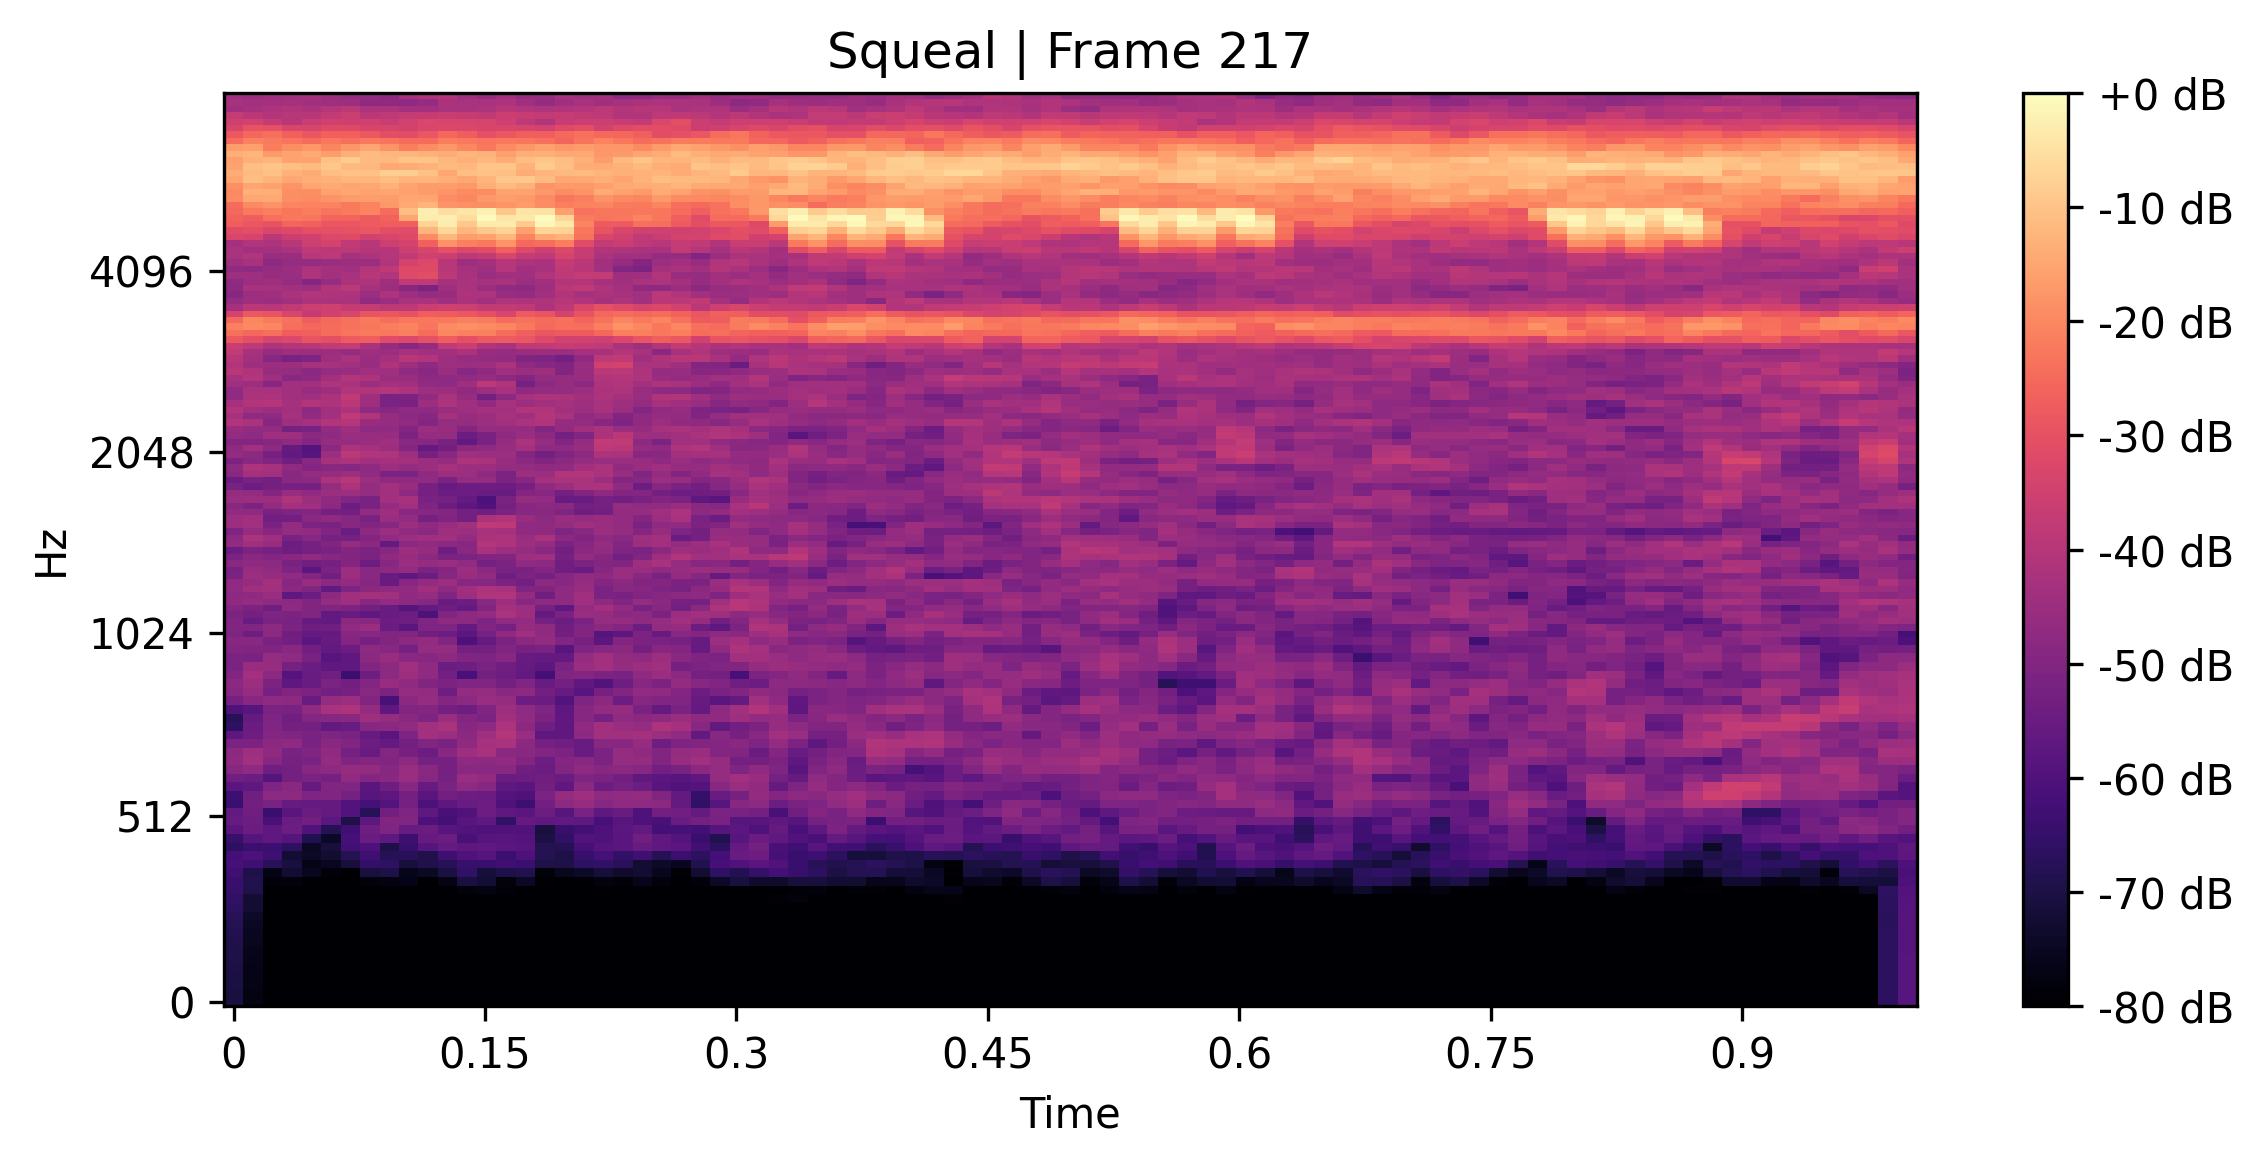 Squeal | Frame 217
+0 dB
-10 dB
-20 dB
-30 dB
-40 dB
-50 dB
-60 dB
-70 dB
-80 dB
Hz
4096
2048
1024
512
0
0 0.15 0.3 0.45 0.6 0.75 0.9
Time